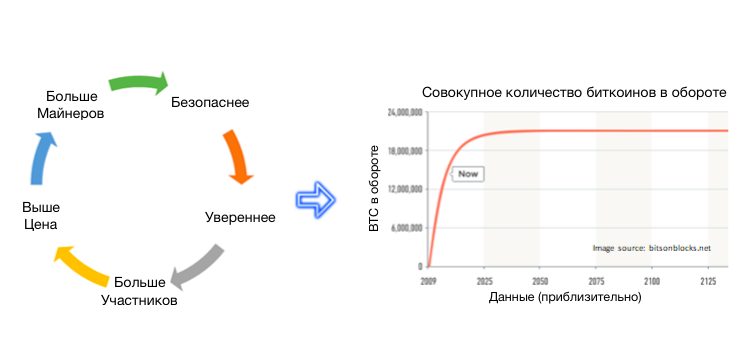 Больше
Майнеров
Безопаснее
Увереннее
Больше
Участников
Выше
Цена
Совокупное количество биткоинов в обороте
24,000,000
18,000,000
12,000,000
6,000,000
0
BTC в обороте
Now
Image source: bitsonblocks.net
2009
2025
2050
2075
2100
2125
Данные (приблизительно)